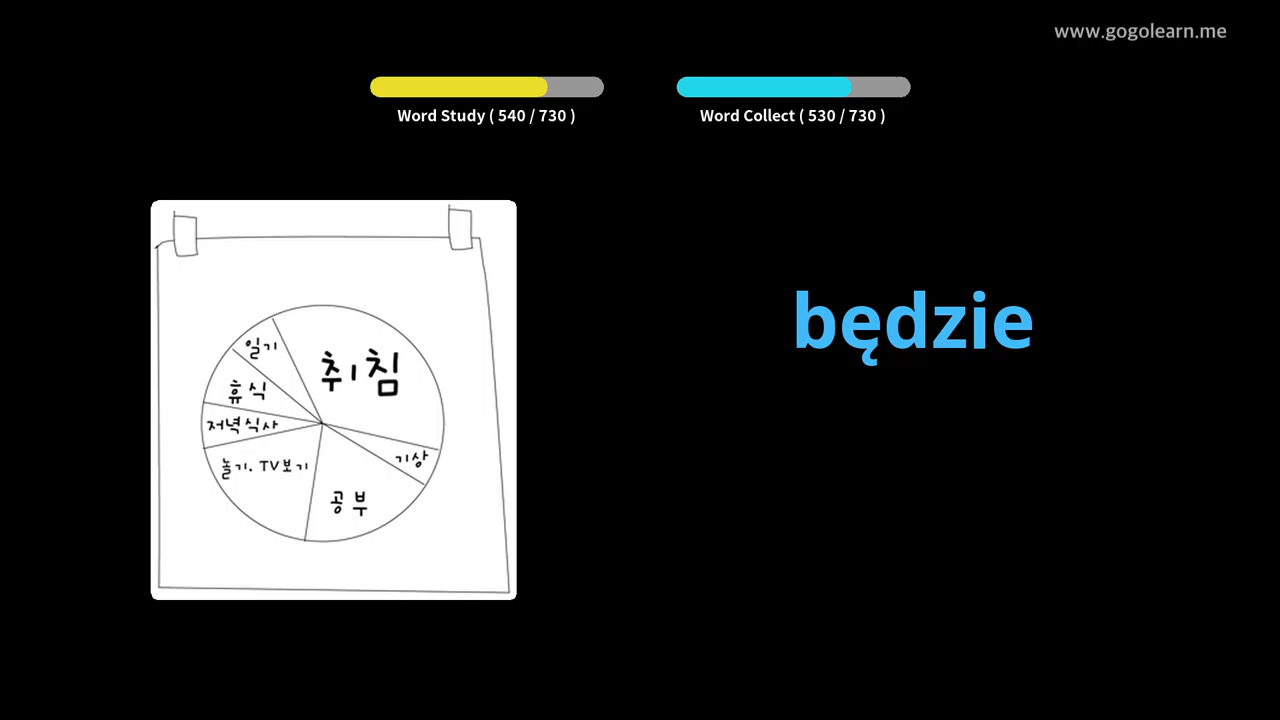 www.gogolearn.me
Word Study ( 540 / 730 )
Word Collect ( 530 / 730 )
일기
취침
휴식
저녁식사
기상
놀기. TV보기
공부
będzie